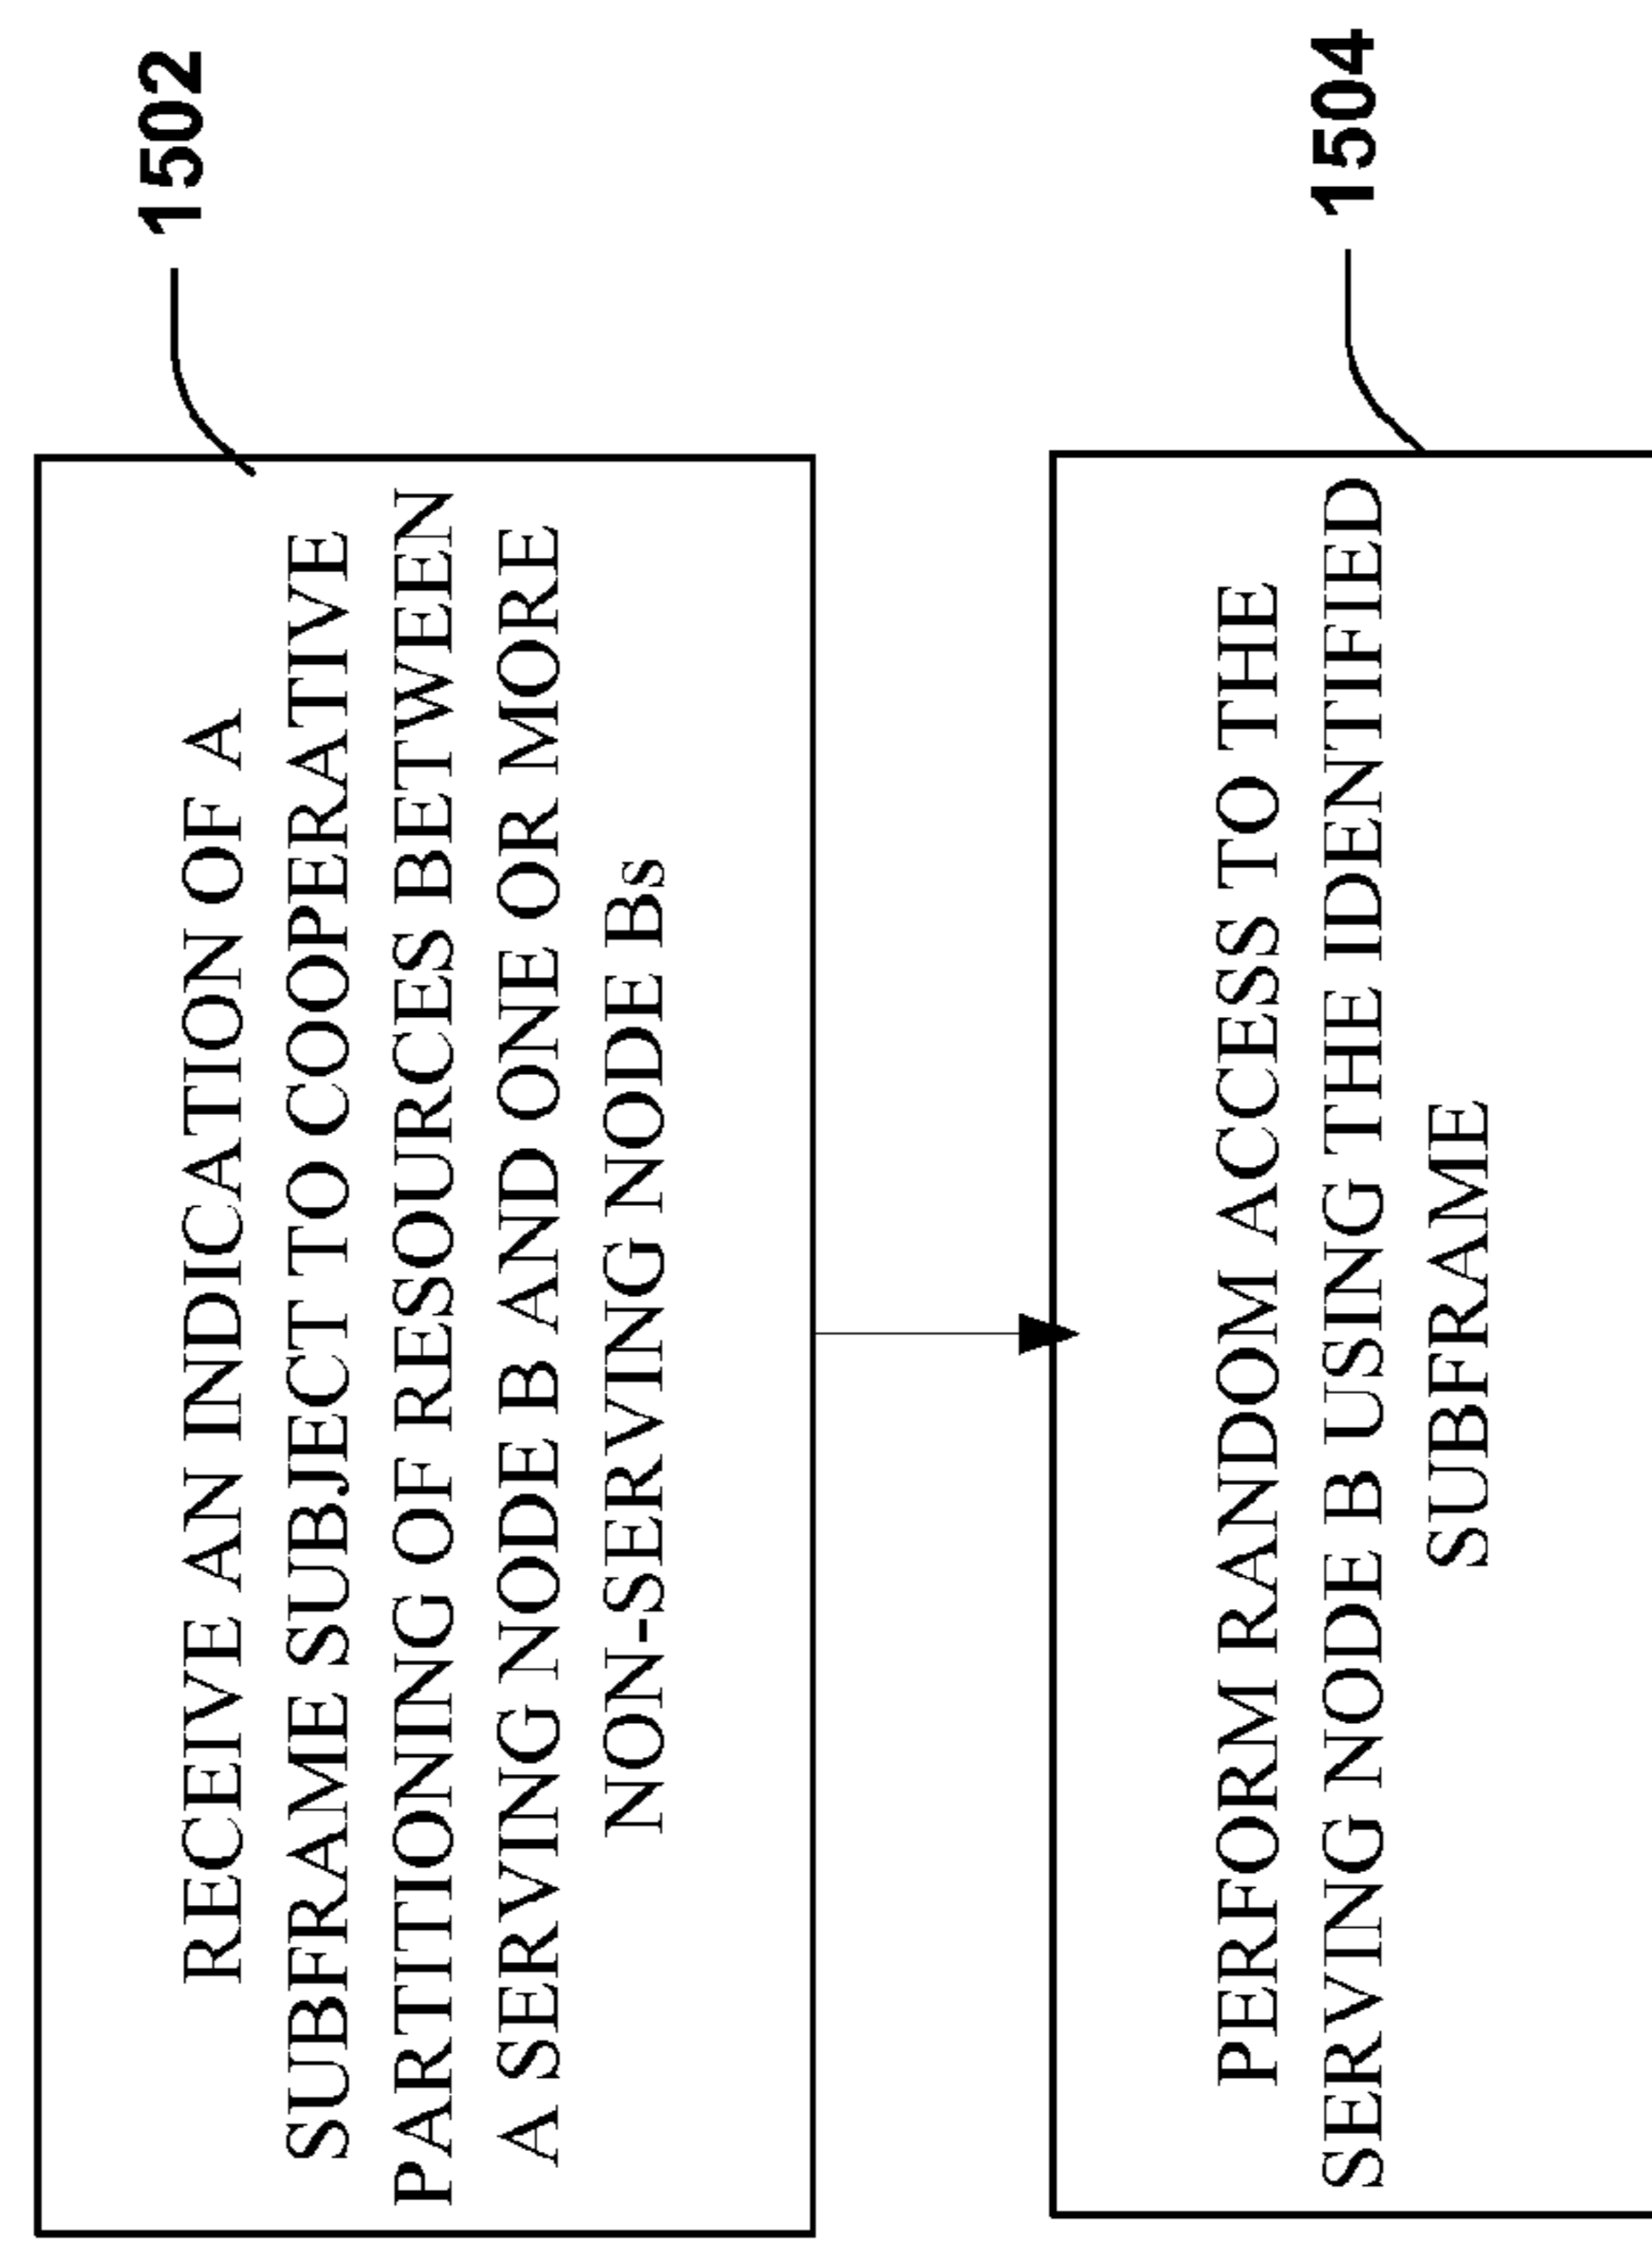 1502
RECEIVE AN INDICATION OF A
SUBFRAME SUBJECT TO COOPERATIVE
PARTITIONING OF RESOURCES BETWEEN
A SERVING NODE B AND ONE OR MORE
NON-SERVING NODE Bs
1504
PERFORM RANDOM ACCESS TO THE
SERVING NODE B USING THE IDENTIFIED
SUBFRAME